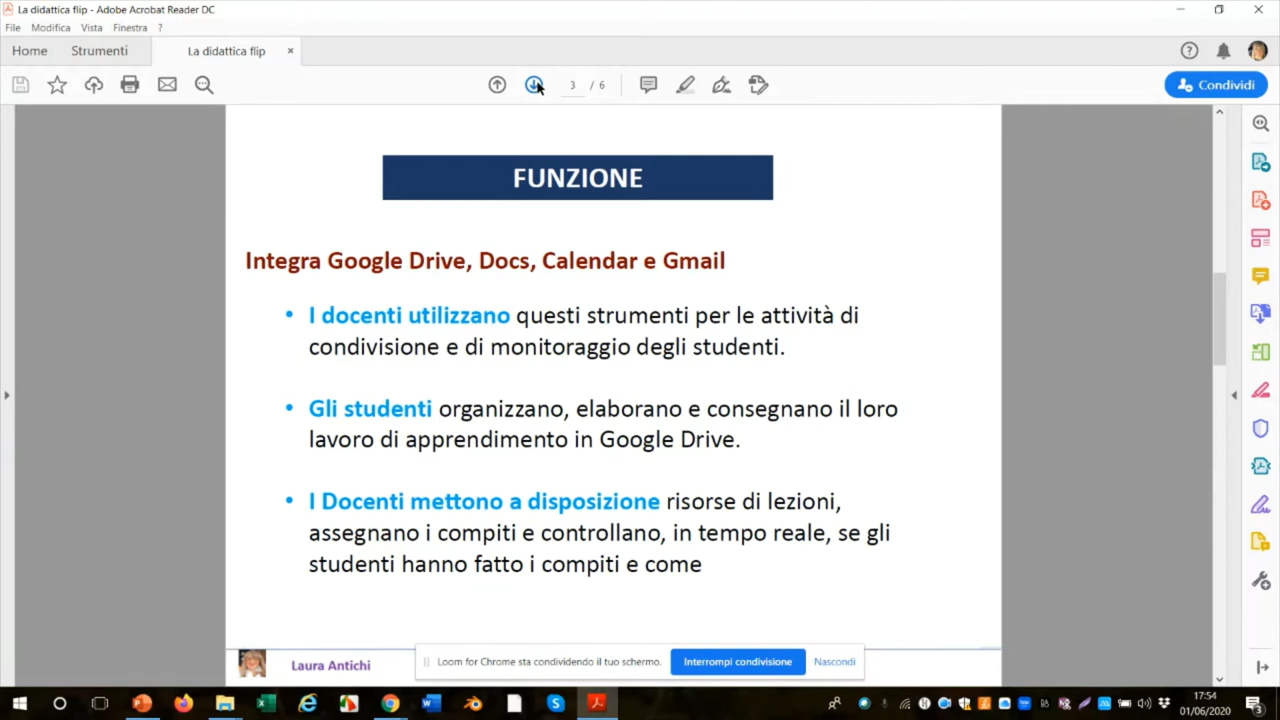 La didattica flip - Adobe Acrobat Reader DC
File Modifica Vista Finestra ?
Home Strumenti La didattica flip ×
3 / 6
Condividi
FUNZIONE
Integra Google Drive, Docs, Calendar e Gmail
• I docenti utilizzano questi strumenti per le attività di
condivisione e di monitoraggio degli studenti.
• Gli studenti organizzano, elaborano e consegnano il loro
lavoro di apprendimento in Google Drive.
• I Docenti mettono a disposizione risorse di lezioni,
assegnano i compiti e controllano, in tempo reale, se gli
studenti hanno fatto i compiti e come
Laura Antichi
Loom for Chrome sta condividendo il tuo schermo. Interrompi condivisione Nascondi
17:54
01/06/2020
3